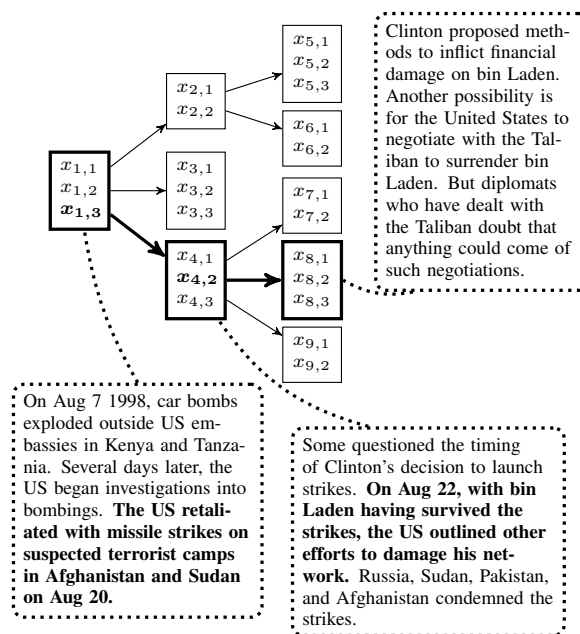 x5,1
x5,2
x5,3
x2,1
x2,2
x6,1
x6,2
x1,1
x1,2
x1,3
x3,1
x3,2
x3,3
x7,1
x7,2
x4,1
x4,2
x4,3
x8,1
x8,2
x8,3
x9,1
x9,2
Clinton proposed meth-
ods to inflict financial
damage on bin Laden.
Another possibility is
for the United States to
negotiate with the Tal-
iban to surrender bin
Laden. But diplomats
who have dealt with
the Taliban doubt that
anything could come of
such negotiations.
On Aug 7 1998, car bombs
exploded outside US em-
bassies in Kenya and Tanza-
nia. Several days later, the
US began investigations into
bombings. The US retali-
ated with missile strikes on
suspected terrorist camps
in Afghanistan and Sudan
on Aug 20.
Some questioned the timing
of Clinton's decision to launch
strikes. On Aug 22, with bin
Laden having survived the
strikes, the US outlined other
efforts to damage his net-
work. Russia, Sudan, Pakistan,
and Afghanistan condemned the
strikes.